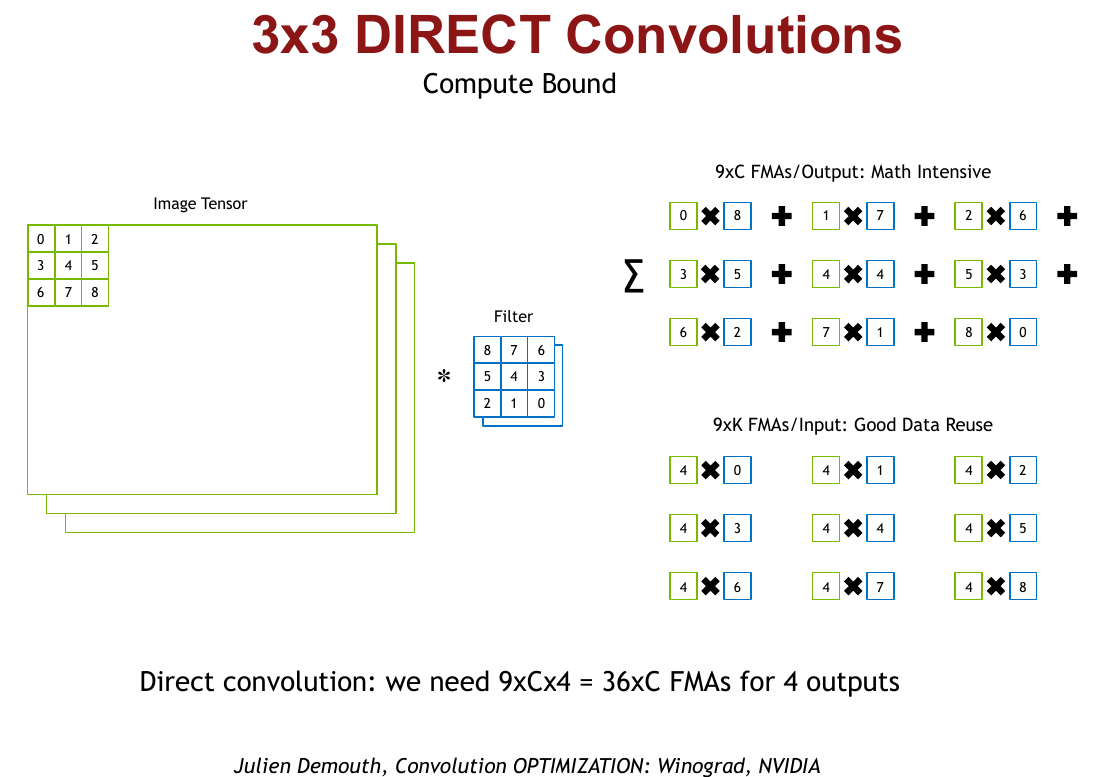 3x3 DIRECT Convolutions
Compute Bound
Image Tensor
0 1 2
3 4 5
6 7 8
*
Filter
8 7 6
5 4 3
2 1 0
9xC FMAs/Output: Math Intensive
0 ✖ 8 ✚ 1 ✖ 7 ✚ 2 ✖ 6 ✚
∑ 3 ✖ 5 ✚ 4 ✖ 4 ✚ 5 ✖ 3 ✚
6 ✖ 2 ✚ 7 ✖ 1 ✚ 8 ✖ 0
9xK FMAs/Input: Good Data Reuse
4 ✖ 0 4 ✖ 1 4 ✖ 2
4 ✖ 3 4 ✖ 4 4 ✖ 5
4 ✖ 6 4 ✖ 7 4 ✖ 8
Direct convolution: we need 9xCx4 = 36xC FMAs for 4 outputs
Julien Demouth, Convolution OPTIMIZATION: Winograd, NVIDIA